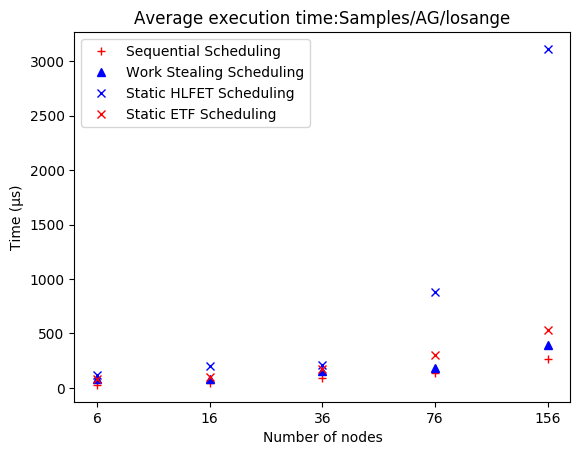 Average execution time:Samples/AG/losange
Sequential Scheduling
Work Stealing Scheduling
Static HLFET Scheduling
Static ETF Scheduling
3000
2500
2000
1500
1000
500
0
Time (µs)
6 16 36 76 156
Number of nodes